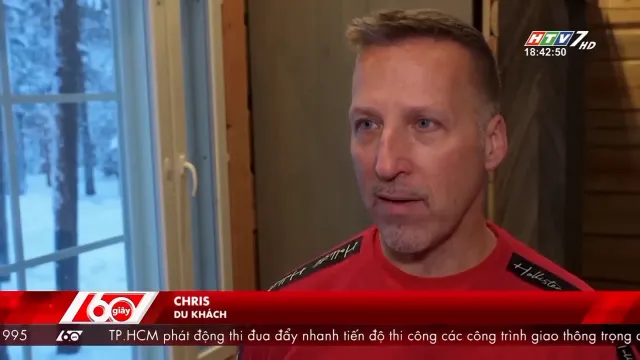 HTV7 HD
18:42:50
CHRIS
60 giây
DU KHÁCH
995 60 TP.HCM phát động thi đua đẩy nhanh tiến độ thi công các công trình giao thông trọng